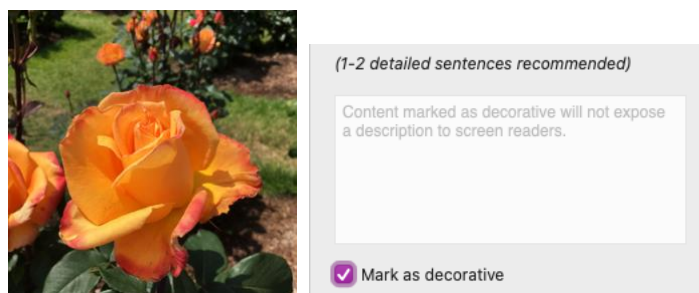 (1-2 detailed sentences recommended)
Content marked as decorative will not expose
a description to screen readers.
Mark as decorative